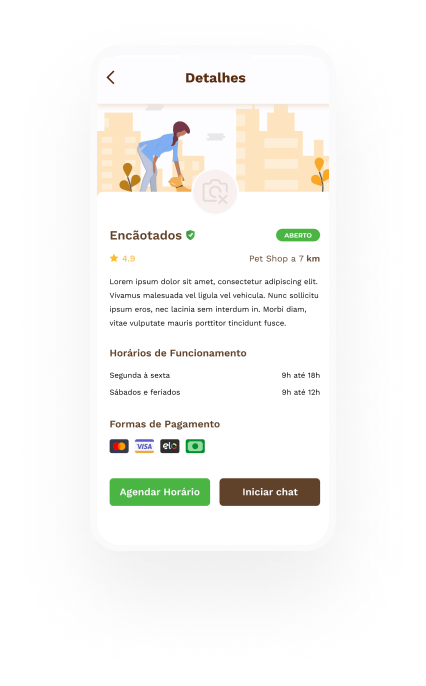 Detalhes
Encãotados
ABERTO
4.9
Pet Shop a 7 km
Lorem ipsum dolor sit amet, consectetur adipiscing elit.
Vivamus malesuada vel ligula vel vehicula. Nunc sollicitu
ipsum eros, nec lacinia sem interdum in. Morbi diam,
vitae vulputate mauris porttitor tincidunt fusce.
Horários de Funcionamento
Segunda à sexta
9h até 18h
Sábados e feriados
9h até 12h
Formas de Pagamento
VISA
elo
Agendar Horário
Iniciar chat